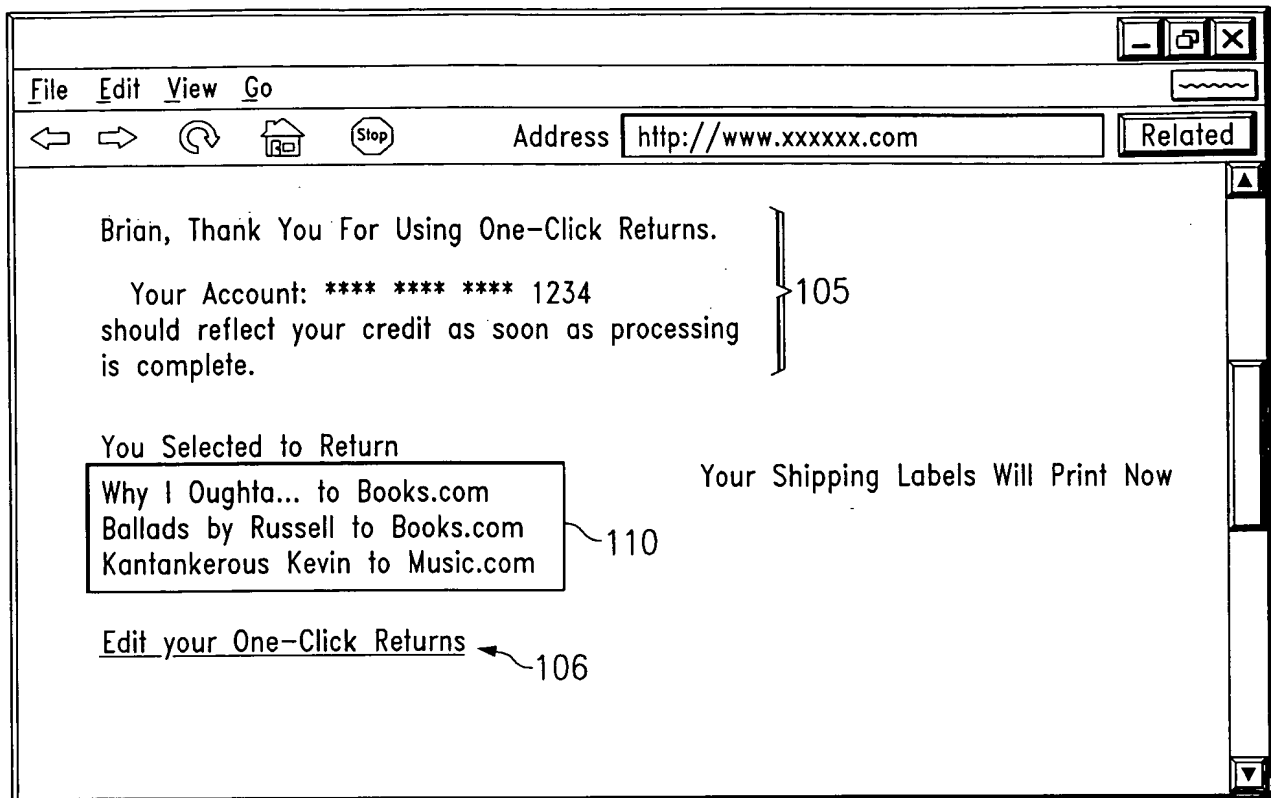 File Edit View Go
Stop Address http://www.xxxxxx.com Related
Brian, Thank You For Using One-Click Returns.
Your Account: **** **** **** 1234
should reflect your credit as soon as processing
is complete.
105
You Selected to Return
Why I Oughta... to Books.com
Ballads by Russell to Books.com
Kantankerous Kevin to Music.com
110
Your Shipping Labels Will Print Now
Edit your One-Click Returns
106